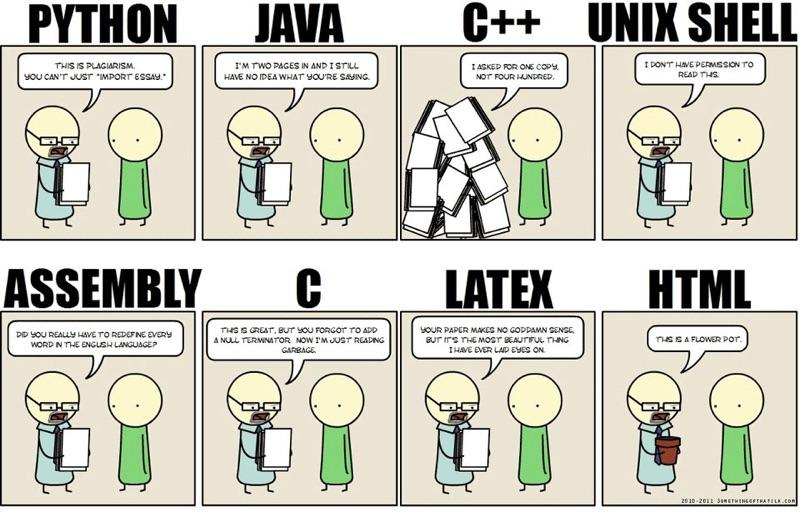 PYTHON
THIS IS PLAGIARISM.
YOU CAN'T JUST "IMPORT ESSAY."
JAVA
I'M TWO PAGES IN AND I STILL
HAVE NO IDEA WHAT YOU'RE SAYING.
C++
I ASKED FOR ONE COPY,
NOT FOUR HUNDRED.
UNIX SHELL
I DON'T HAVE PERMISSION TO
READ THIS.
ASSEMBLY
DID YOU REALLY HAVE TO REDEFINE EVERY
WORD IN THE ENGLISH LANGUAGE?
C
THIS IS GREAT, BUT YOU FORGOT TO ADD
A NULL TERMINATOR. NOW I'M JUST READING
GARBAGE.
LATEX
YOUR PAPER MAKES NO GODDAMN SENSE,
BUT IT'S THE MOST BEAUTIFUL THING
I HAVE EVER LAID EYES ON.
HTML
THIS IS A FLOWER POT.
2010-2011 SOMETHINGOFTHATILK.COM